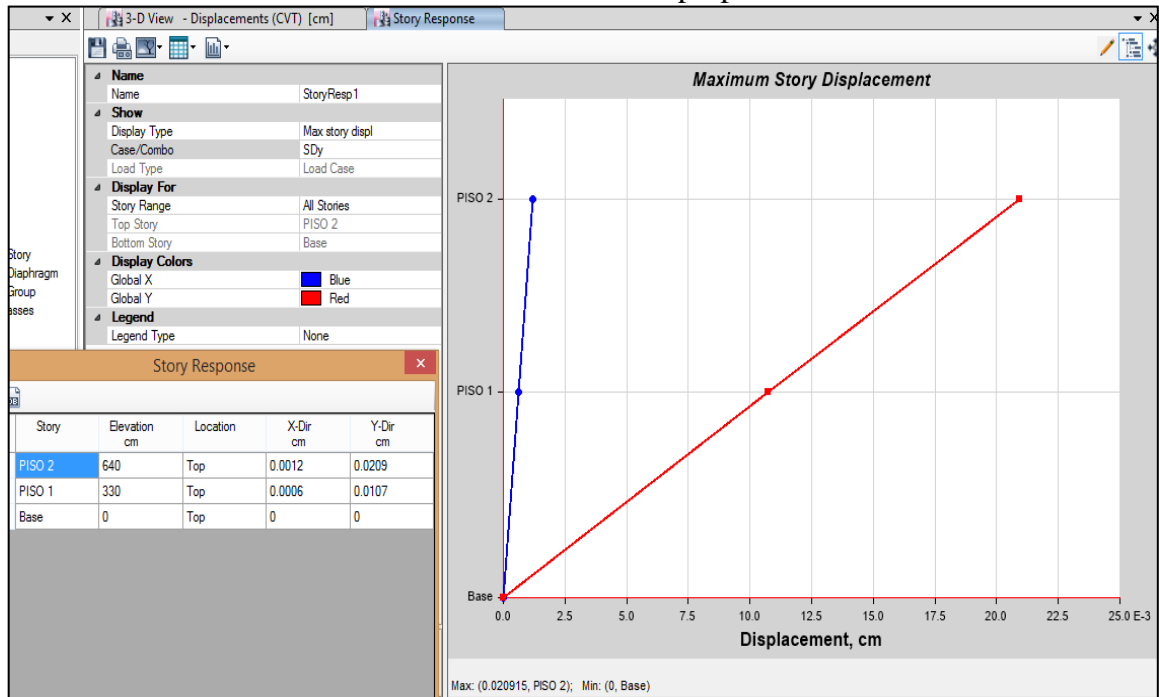 3-D View - Displacements (CVT) [cm]
Story Response
Name
Name StoryResp1
Show
Display Type Max story displ
Case/Combo SDy
Load Type Load Case
Display For
Story Range All Stories
Top Story PISO 2
Bottom Story Base
Display Colors
Global X Blue
Global Y Red
Legend
Legend Type None
Story
Diaphragm
Group
asses
Story Response
Story Elevation cm Location X-Dir cm Y-Dir cm
PISO 2 640 Top 0.0012 0.0209
PISO 1 330 Top 0.0006 0.0107
Base 0 Top 0 0
Maximum Story Displacement
PISO 2
PISO 1
Base
0.0 2.5 5.0 7.5 10.0 12.5 15.0 17.5 20.0 22.5 25.0 E-3
Displacement, cm
Max: (0.020915, PISO 2); Min: (0, Base)